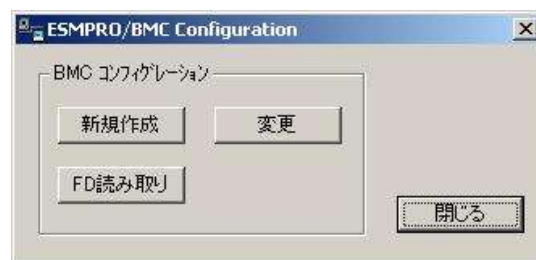 ESMPRO/BMC Configuration
BMC コンフィグレーション
新規作成
変更
FD読み取り
閉じる